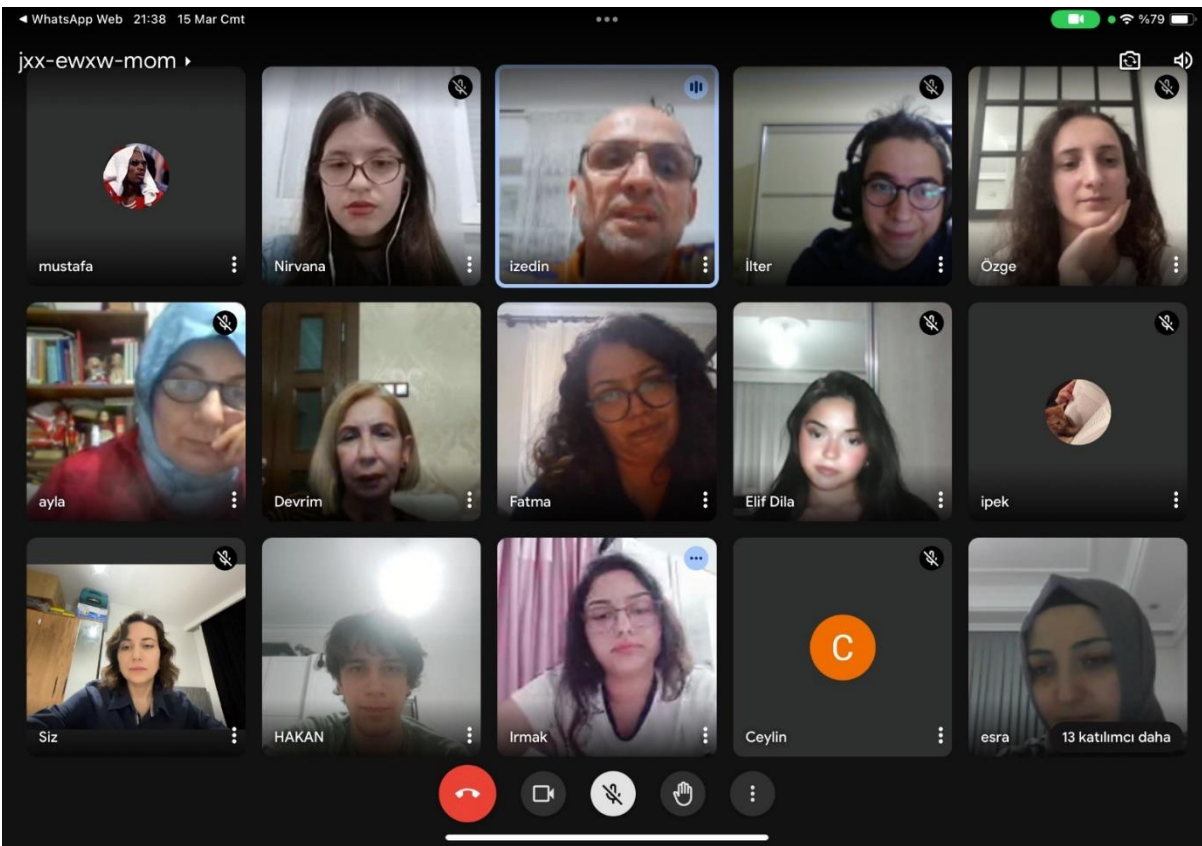 WhatsApp Web 21:38 15 Mar Cmt
%79
jxx-ewxw-mom
mustafa
Nirvana
izedin
İlter
Özge
ayla
Devrim
Fatma
Elif Dila
ipek
Siz
HAKAN
Irmak
C
Ceylin
esra
13 katılımcı daha